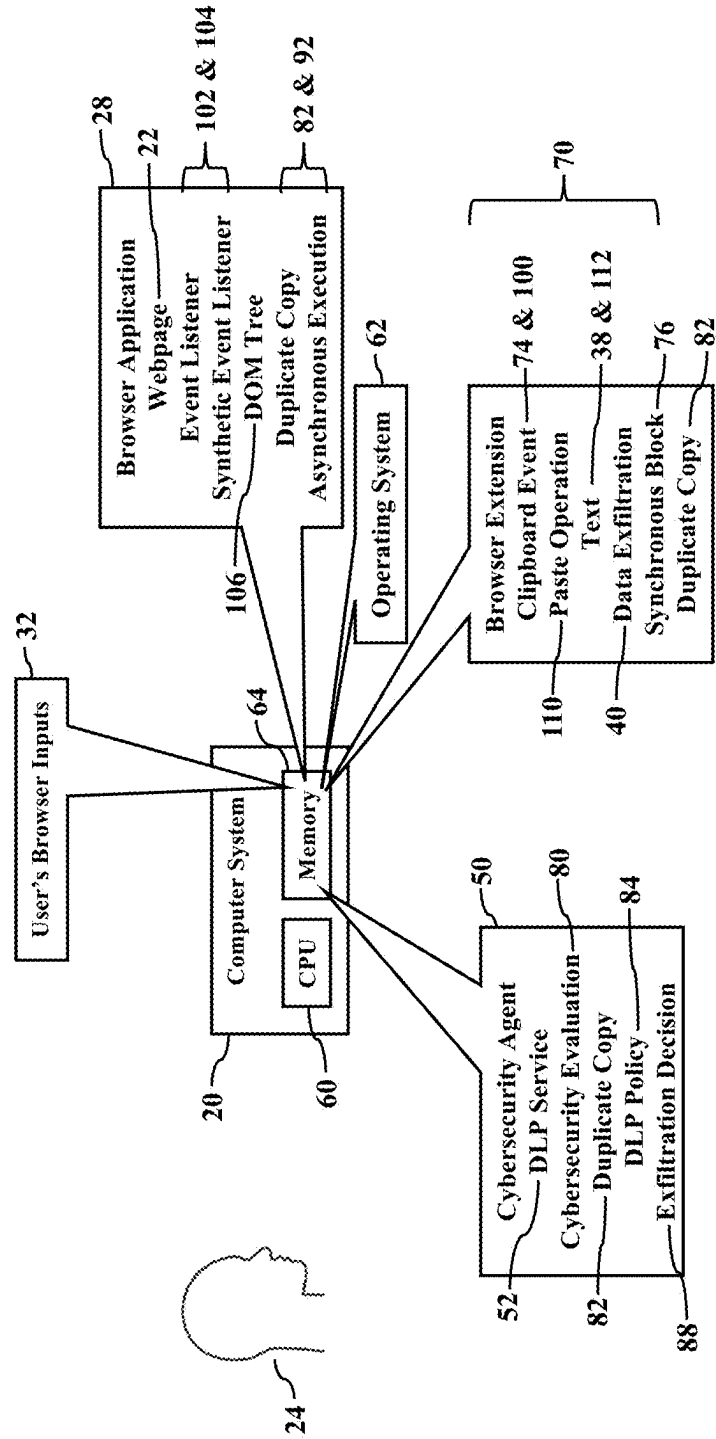 User's Browser Inputs
32
28
Browser Application
Webpage 22
Event Listener
Synthetic Event Listener
102 & 104
106 DOM Tree
Duplicate Copy
Asynchronous Execution
82 & 92
20
Computer System
64
60
CPU
Memory
24
Operating System
62
50
Cybersecurity Agent
52 DLP Service
Cybersecurity Evaluation 80
82 Duplicate Copy
DLP Policy 84
88 Exfiltration Decision
Browser Extension
Clipboard Event 74 & 100
110 Paste Operation
Text 38 & 112
40 Data Exfiltration
Synchronous Block 76
Duplicate Copy 82
70